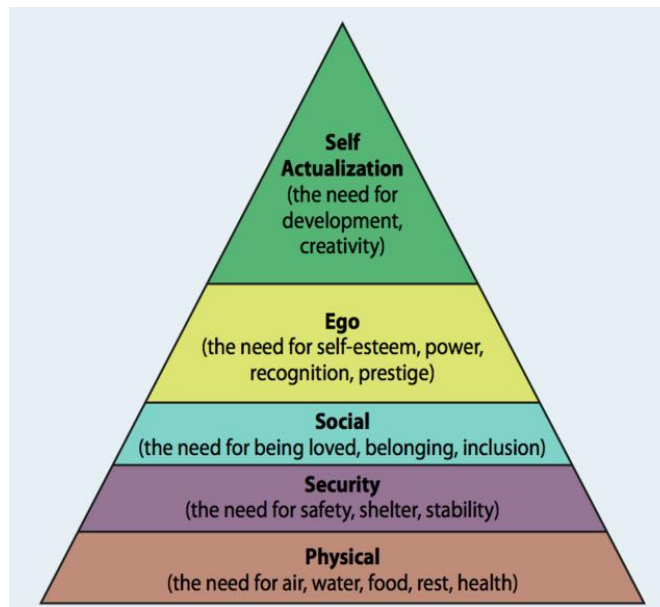 Self
Actualization
(the need for
development,
creativity)
Ego
(the need for self-esteem, power,
recognition, prestige)
Social
(the need for being loved, belonging, inclusion)
Security
(the need for safety, shelter, stability)
Physical
(the need for air, water, food, rest, health)